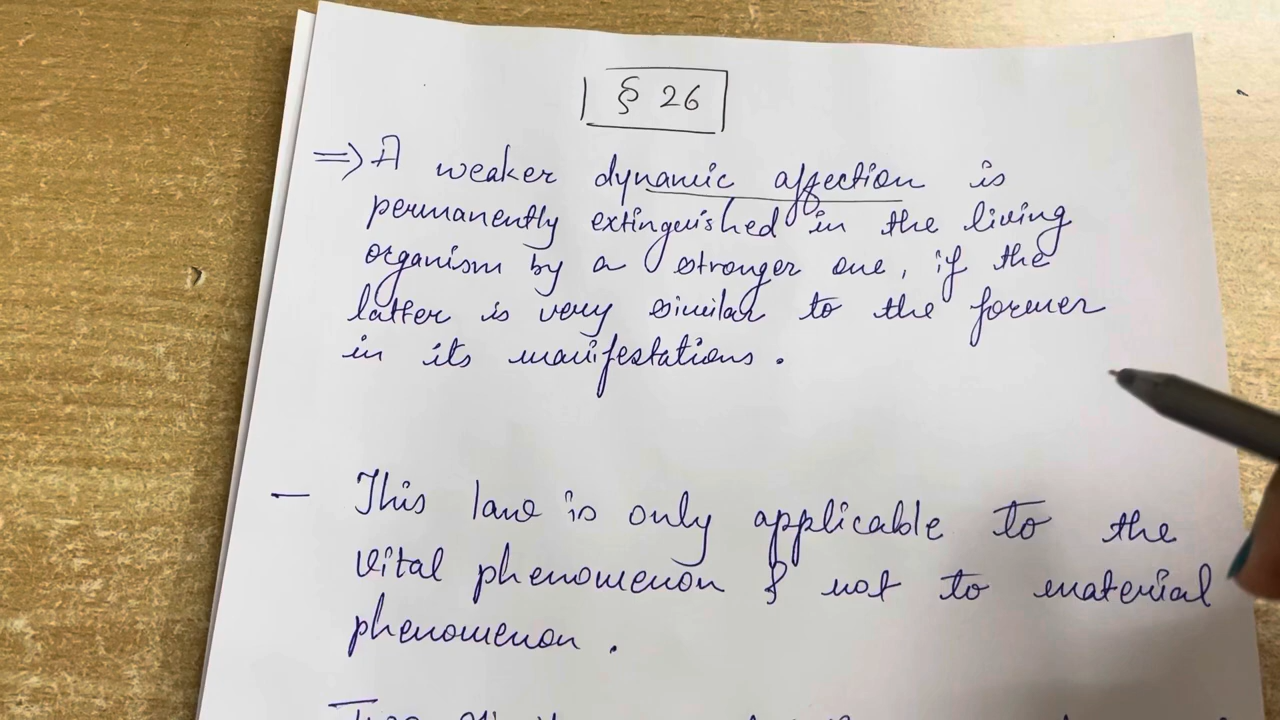 § 26
⇒ A weaker dynamic affection is
permanently extinguished in the living
organism by a stronger one, if the
latter is very similar to the former
in its manifestations.
— This law is only applicable to the
vital phenomenon & not to material
phenomenon.